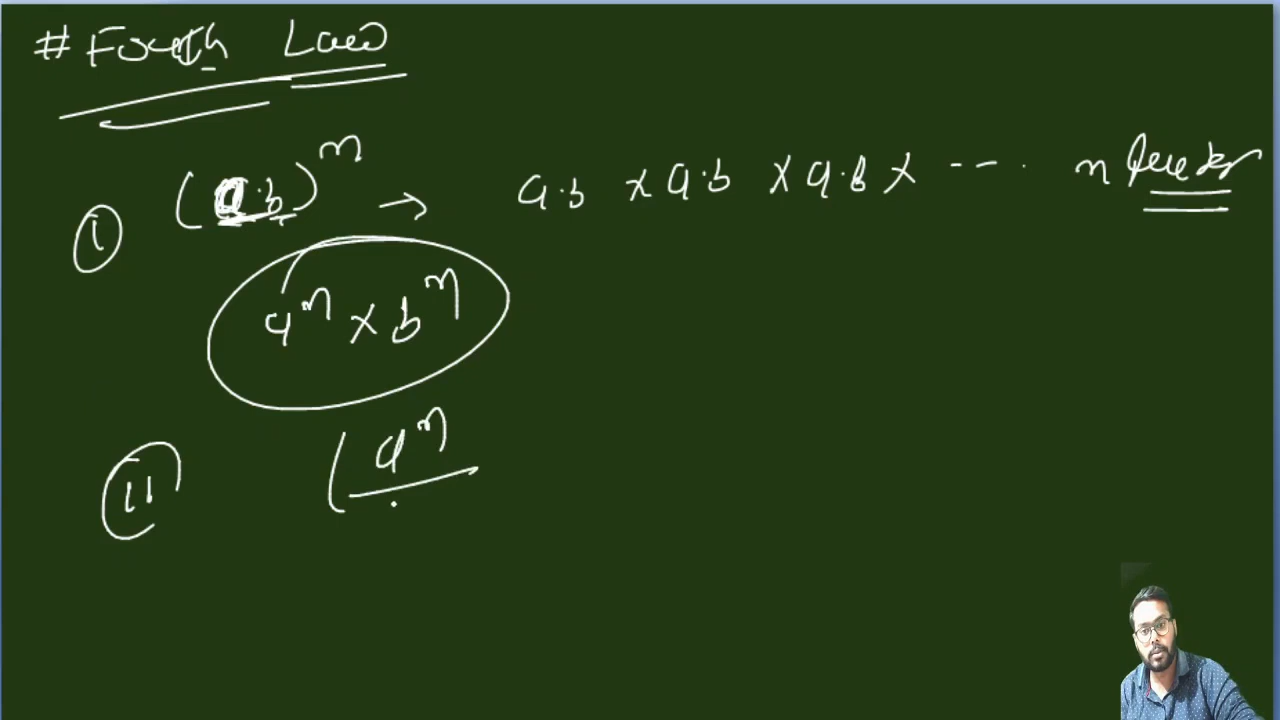 # Fourth Law
(i) (a.b)^n → a.b x a.b x a.b x --- . n
a^n x b^n
(ii) (a^n